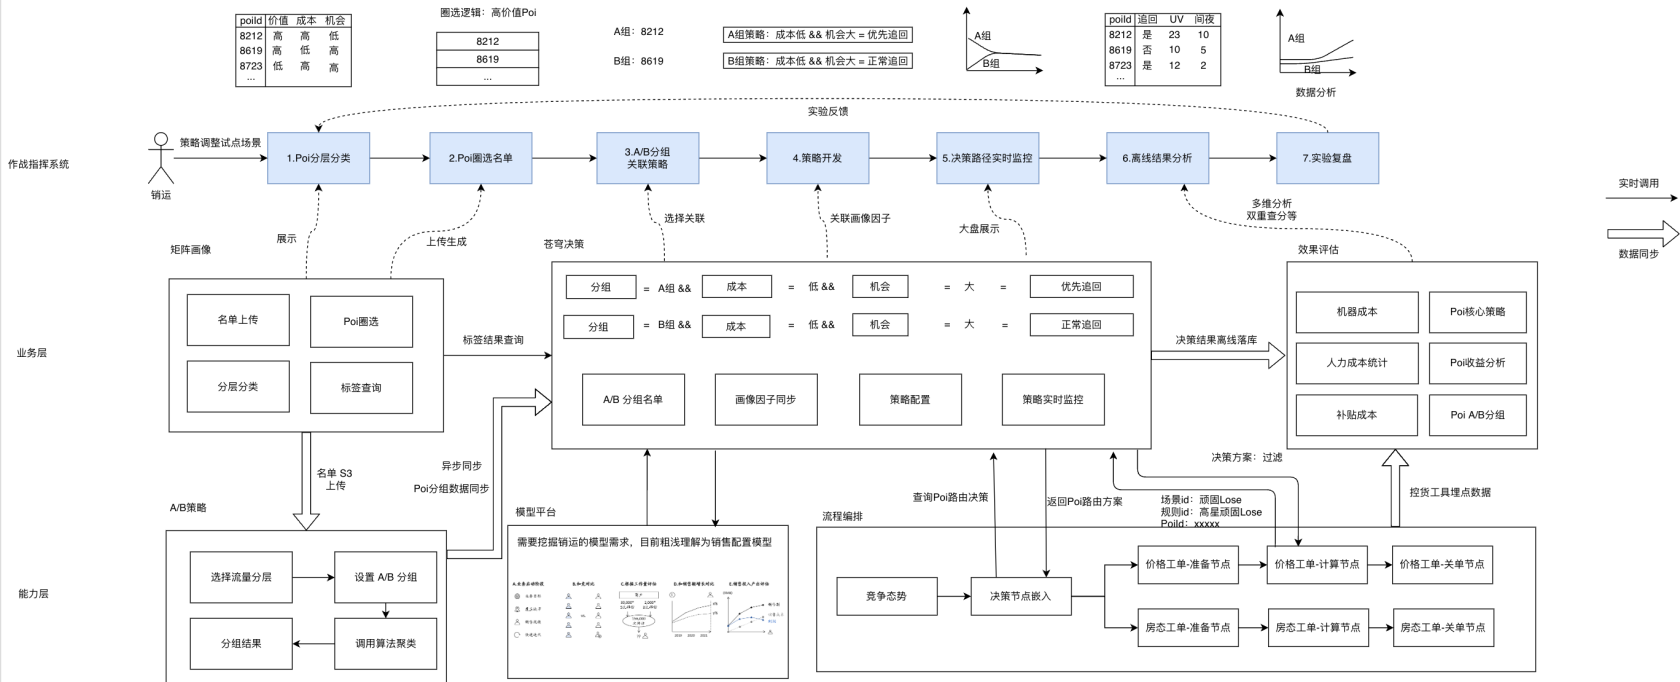 poiId 价值 成本 机会
8212 高 高 低
8619 高 低 高
8723 低 高 高
...
圈选逻辑：高价值Poi
8212
8619
...
A组：8212
B组：8619
A组策略：成本低 && 机会大 = 优先追回
B组策略：成本低 && 机会大 = 正常追回
A组
B组
poiId 追回 UV 间夜
8212 是 23 10
8619 否 10 5
8723 是 12 2
...
A组
B组
数据分析
实验反馈
作战指挥系统
销运
策略调整试点场景
1.Poi分层分类
2.Poi圈选名单
3.A/B分组
关联策略
4.策略开发
5.决策路径实时监控
6.离线结果分析
7.实验复盘
实时调用
数据同步
展示
上传生成
选择关联
关联画像因子
大盘展示
多维分析
双重查分等
业务层
矩阵画像
名单上传
Poi圈选
分层分类
标签查询
标签结果查询
苍穹决策
分组 = A组 && 成本 = 低 && 机会 = 大 = 优先追回
分组 = B组 && 成本 = 低 && 机会 = 大 = 正常追回
A/B 分组名单
画像因子同步
策略配置
策略实时监控
决策结果离线落库
效果评估
机器成本
Poi核心策略
人力成本统计
Poi收益分析
补贴成本
Poi A/B分组
名单 S3
上传
异步同步
Poi分组数据同步
查询Poi路由决策
返回Poi路由方案
决策方案：过滤
场景id：顽固Lose
规则id：高星顽固Lose
PoiId：xxxxx
控货工具埋点数据
能力层
A/B策略
选择流量分层
设置 A/B 分组
分组结果
调用算法聚类
模型平台
需要挖掘销运的模型需求，目前粗浅理解为销售配置模型
流程编排
竞争态势
决策节点嵌入
价格工单-准备节点
价格工单-计算节点
价格工单-关单节点
房态工单-准备节点
房态工单-计算节点
房态工单-关单节点